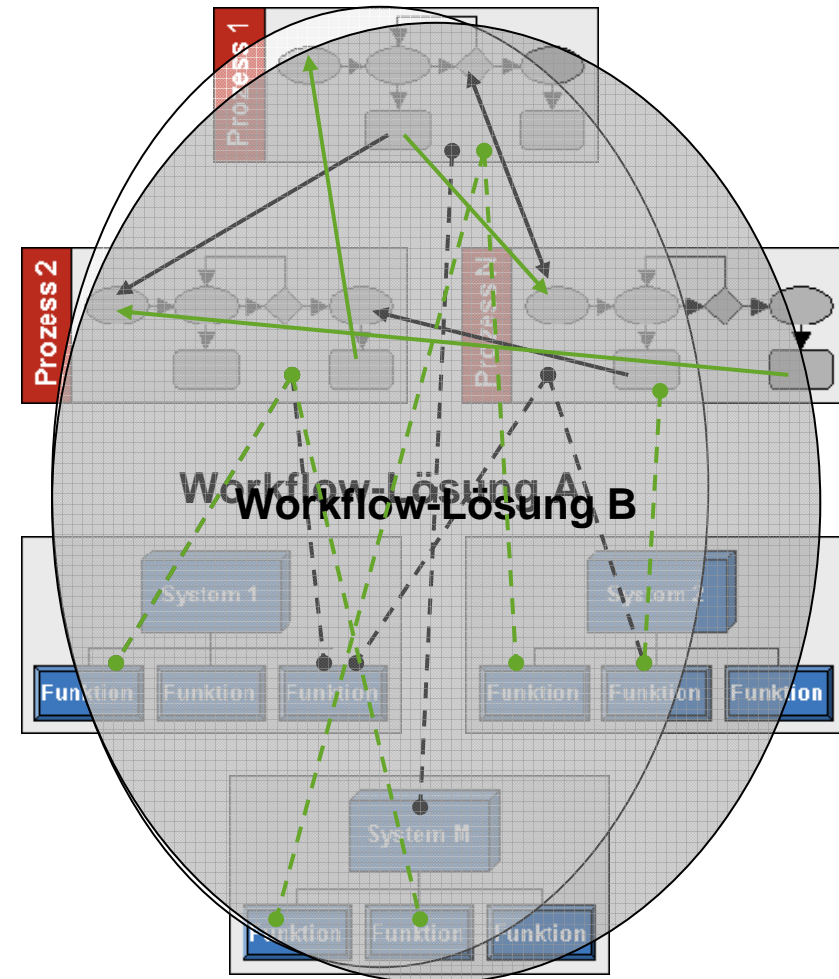 Prozess 1
Prozess 2
Prozess N
Workflow-Lösung A
Workflow-Lösung B
System 1
System 2
Funktion
Funktion
Funktion
Funktion
Funktion
Funktion
System M
Funktion
Funktion
Funktion